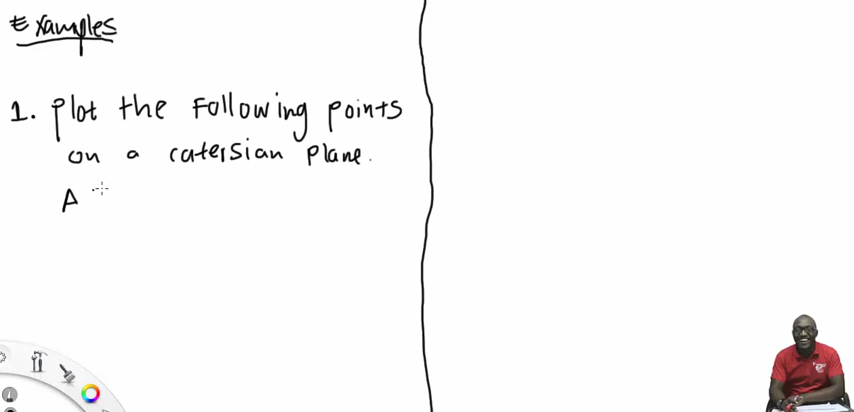 Examples
1. Plot the following points
on a catersian plane.
A